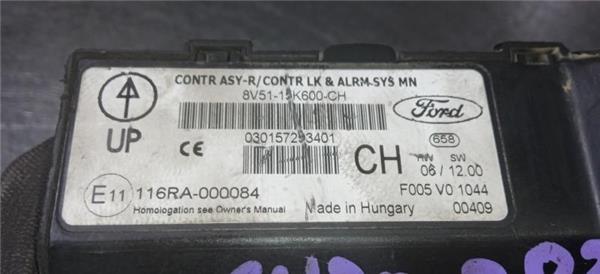 CONTR ASY-R/CONTR LK & ALRM-SYS MN
8V51-15K600-CH
Ford
UP
CE
030157293401
CH
658
HW SW
06 / 12.00
E11 116RA-000084
F005 V0 1044
Homologation see Owner's Manual
Made in Hungary
00409